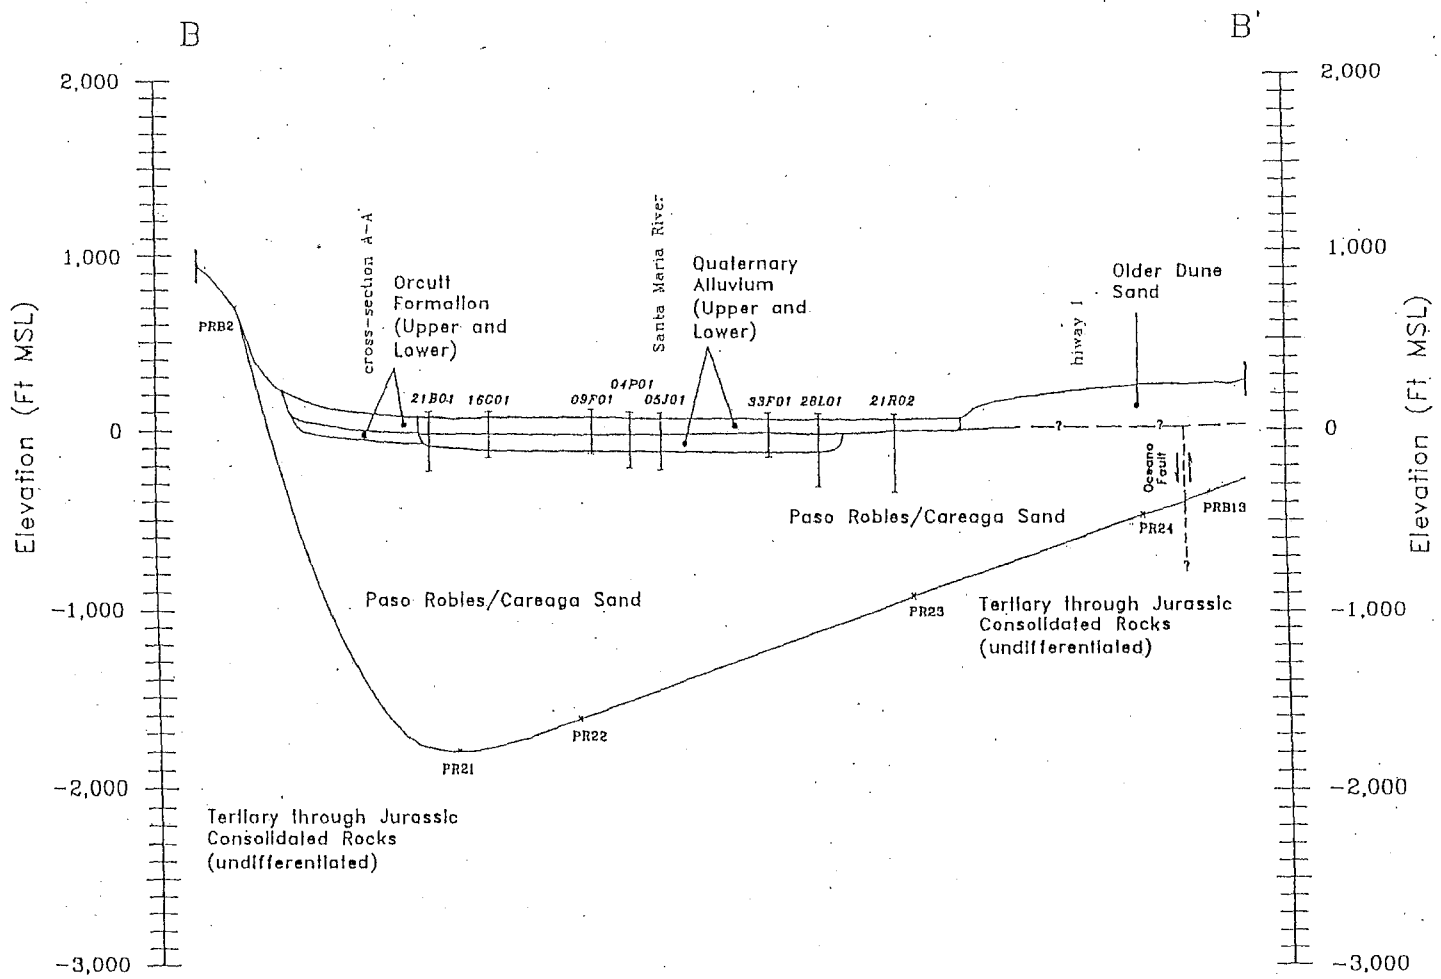 B
B'
2,000
1,000
0
-1,000
-2,000
-3,000
Elevation (Ft MSL)
2,000
1,000
0
-1,000
-2,000
-3,000
Elevation (Ft MSL)
PRB2
cross-section A-A'
Orcutt
Formation
(Upper and
Lower)
Santa Maria River
Quaternary
Alluvium
(Upper and
Lower)
hiway 1
Older Dune
Sand
21B01
16C01
09F01
04P01
05J01
33F01
28L01
21R02
?
?
Oceano
Fault
?
Paso Robles/Careaga Sand
Paso Robles/Careaga Sand
PR21
PR22
PR23
PR24
PRB13
Tertiary through Jurassic
Consolidated Rocks
(undifferentiated)
Tertiary through Jurassic
Consolidated Rocks
(undifferentiated)